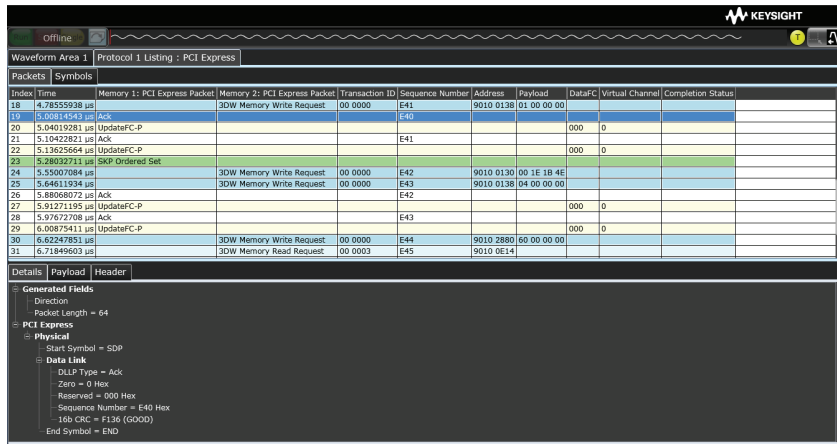 KEYSIGHT
Offline
T
Waveform Area 1 Protocol 1 Listing : PCI Express
Packets Symbols
Index Time Memory 1: PCI Express Packet Memory 2: PCI Express Packet Transaction ID Sequence Number Address Payload DataFC Virtual Channel Completion Status
18 4.78555938 µs 3DW Memory Write Request 00 0000 E41 9010 0138 01 00 00 00
19 5.00814543 µs Ack E40
20 5.04019281 µs UpdateFC-P 000 0
21 5.10422821 µs Ack E41
22 5.13625664 µs UpdateFC-P 000 0
23 5.28032711 µs SKP Ordered Set
24 5.55007084 µs 3DW Memory Write Request 00 0000 E42 9010 0130 00 1E 1B 4E
25 5.64611934 µs 3DW Memory Write Request 00 0000 E43 9010 0138 04 00 00 00
26 5.88068072 µs Ack E42
27 5.91271195 µs UpdateFC-P 000 0
28 5.97672708 µs Ack E43
29 6.00875411 µs UpdateFC-P 000 0
30 6.62247851 µs 3DW Memory Write Request 00 0000 E44 9010 2880 60 00 00 00
31 6.71849603 µs 3DW Memory Read Request 00 0003 E45 9010 0E14
Details Payload Header
Generated Fields
Direction
Packet Length = 64
PCI Express
Physical
Start Symbol = SDP
Data Link
DLLP Type = Ack
Zero = 0 Hex
Reserved = 000 Hex
Sequence Number = E40 Hex
16b CRC = F136 (GOOD)
End Symbol = END